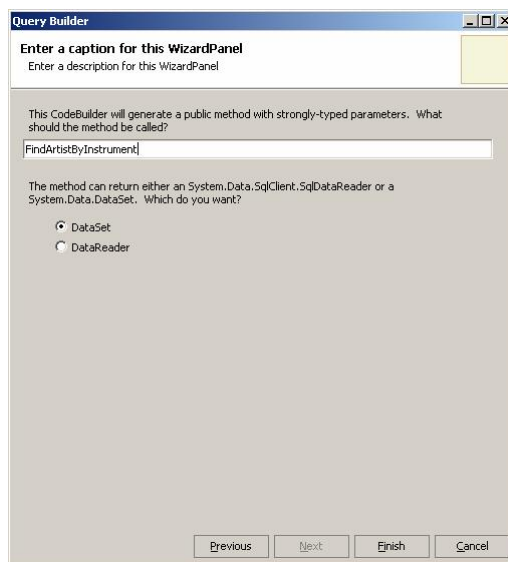 Query Builder
Enter a caption for this WizardPanel
Enter a description for this WizardPanel
This CodeBuilder will generate a public method with strongly-typed parameters. What
should the method be called?
FindArtistByInstrument
The method can return either an System.Data.SqlClient.SqlDataReader or a
System.Data.DataSet. Which do you want?
DataSet
DataReader
Previous
Next
Finish
Cancel